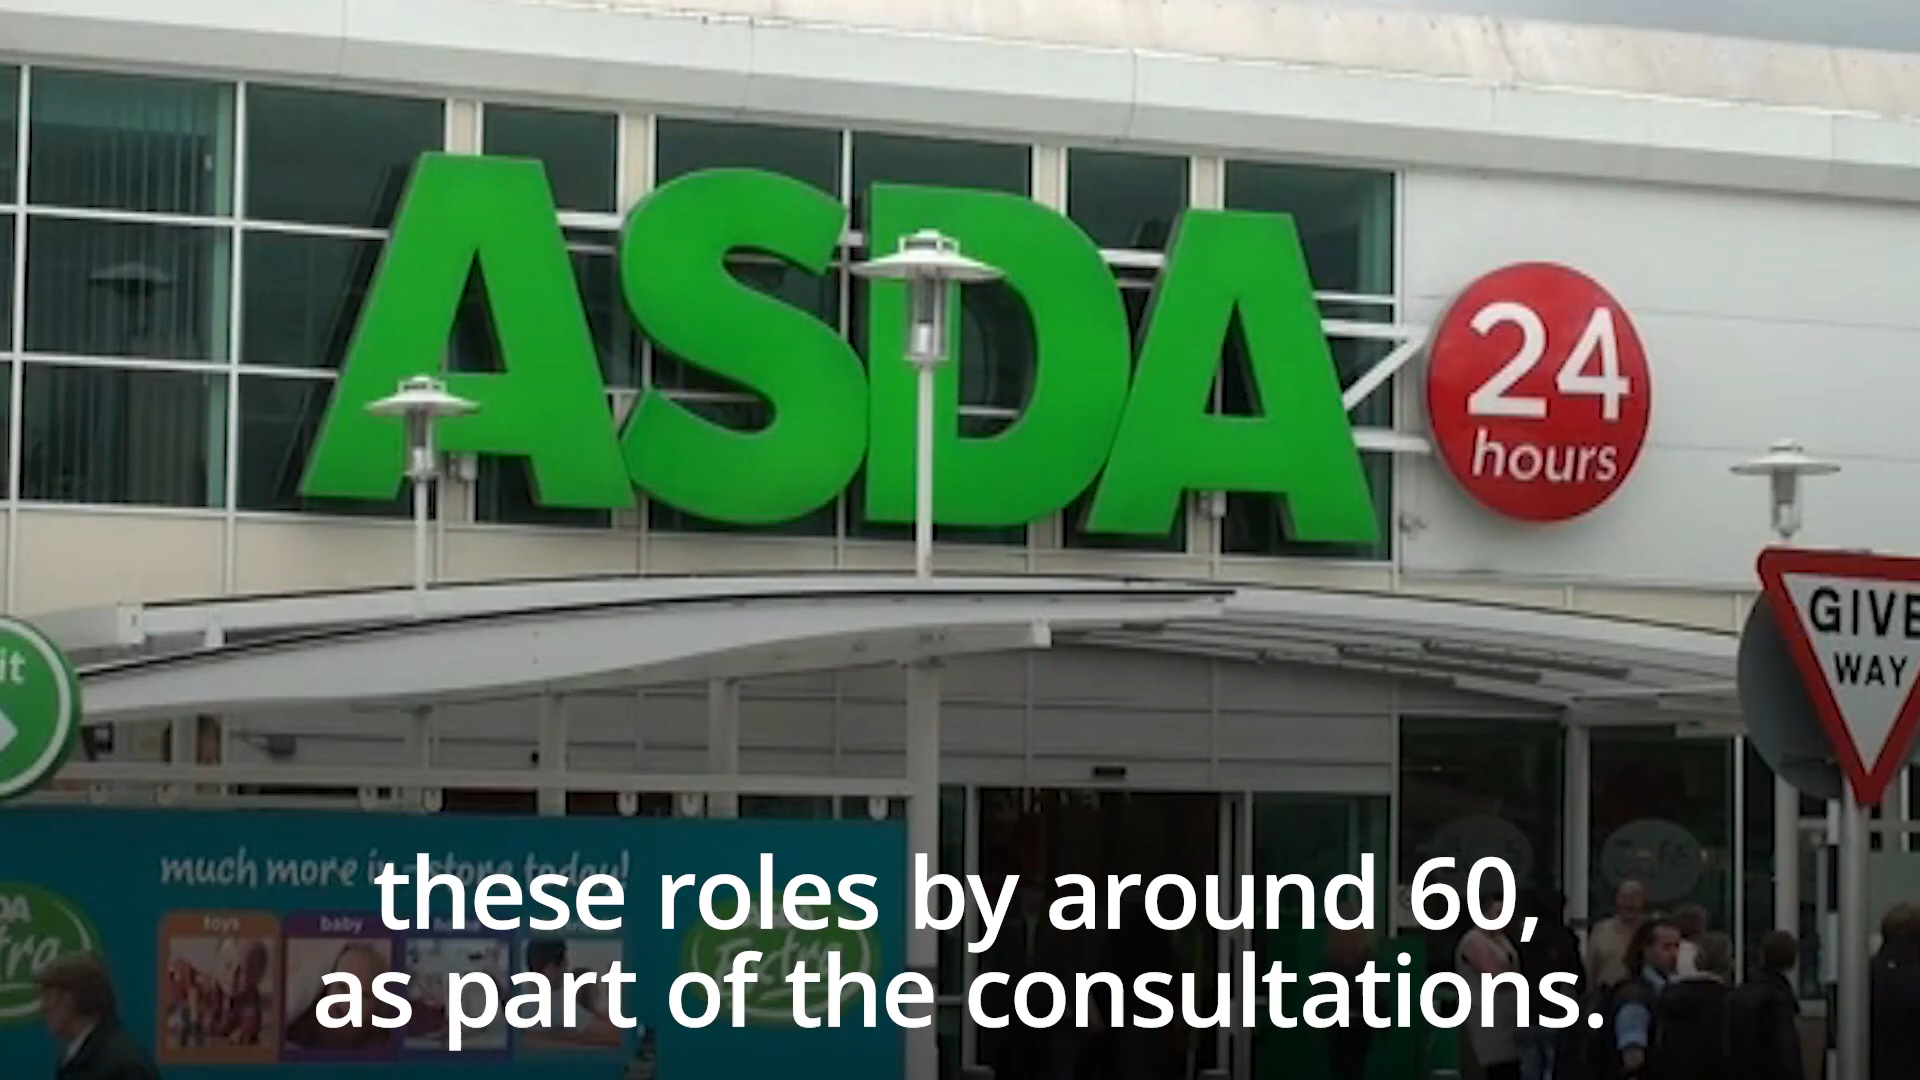 ASDA
24
hours
GIVE
WAY
it
much more in-store today!
toys
baby
these roles by around 60,
as part of the consultations.